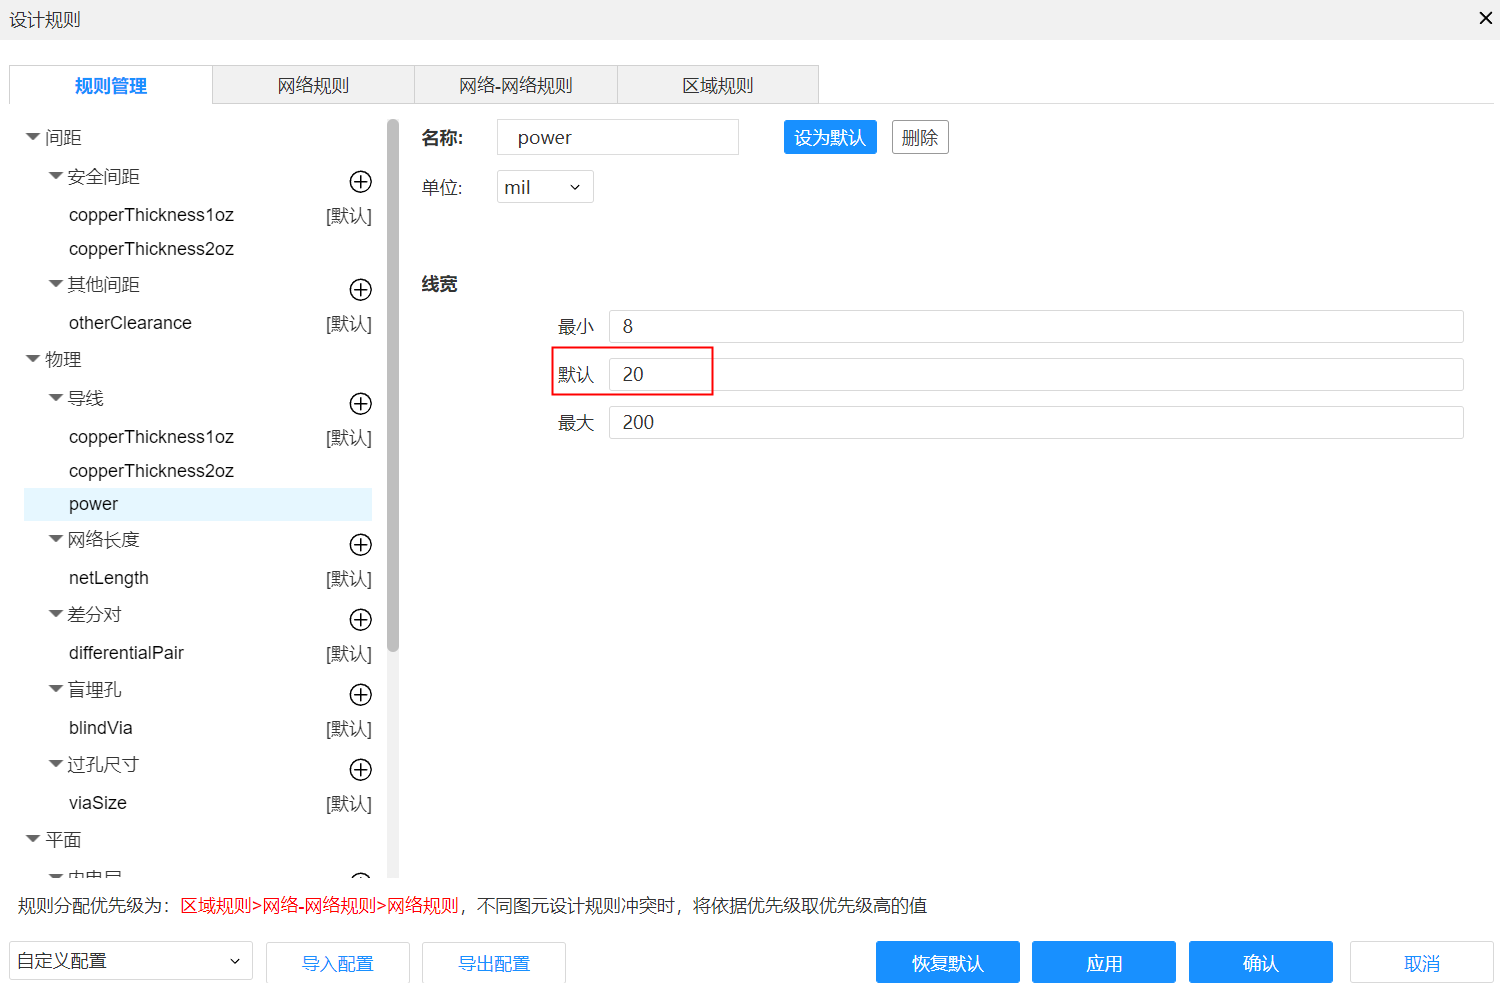 设计规则
规则管理
网络规则
网络-网络规则
区域规则
间距
安全间距
copperThickness1oz [默认]
copperThickness2oz
其他间距
otherClearance [默认]
物理
导线
copperThickness1oz [默认]
copperThickness2oz
power
网络长度
netLength [默认]
差分对
differentialPair [默认]
盲埋孔
blindVia [默认]
过孔尺寸
viaSize [默认]
平面
名称: power 设为默认 删除
单位: mil
线宽
最小 8
默认 20
最大 200
规则分配优先级为：区域规则>网络-网络规则>网络规则，不同图元设计规则冲突时，将依据优先级取优先级高的值
自定义配置 导入配置 导出配置 恢复默认 应用 确认 取消